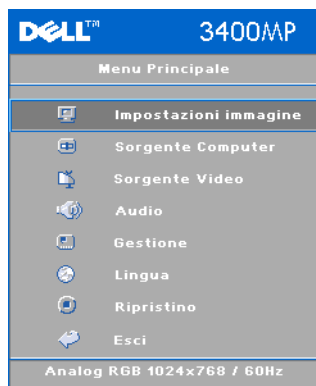 DELL™ 3400MP
Menu Principale
Impostazioni immagine
Sorgente Computer
Sorgente Video
Audio
Gestione
Lingua
Ripristino
Esci
Analog RGB 1024x768 / 60Hz